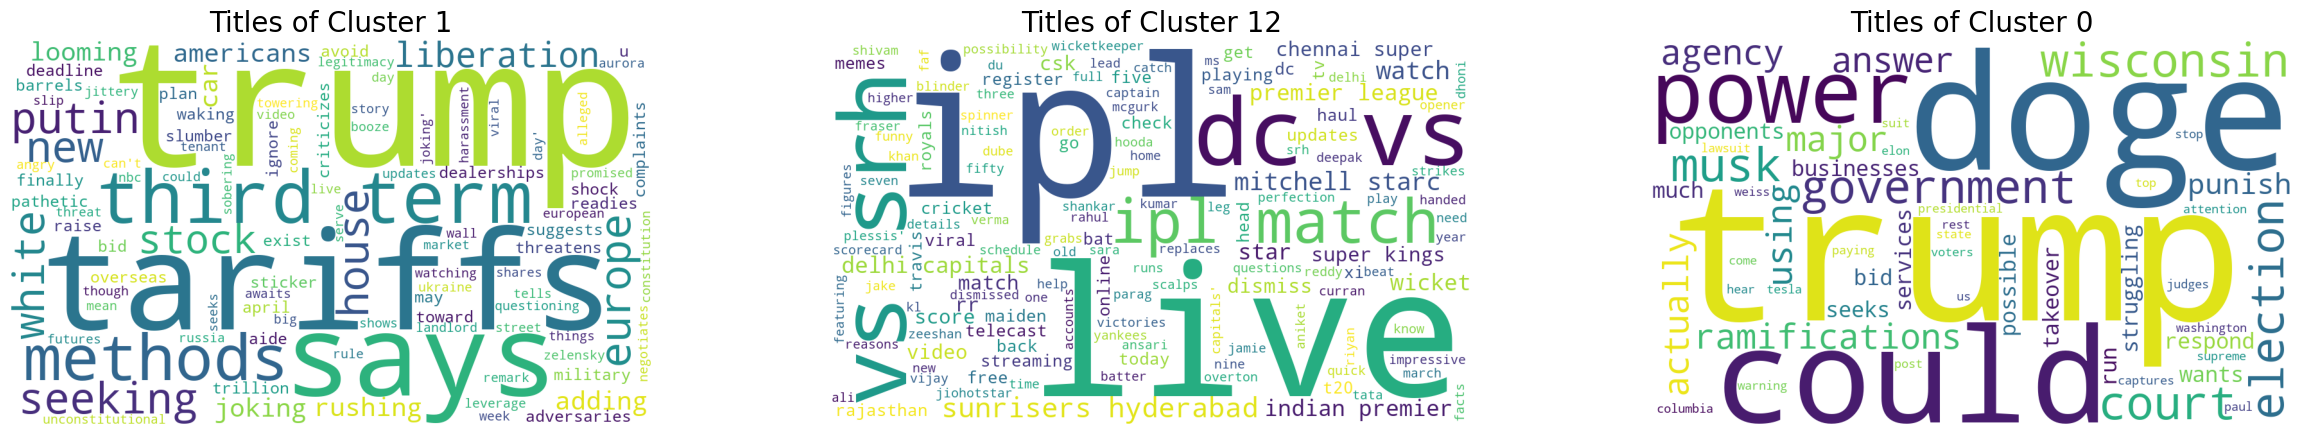 Titles of Cluster 1
looming
americans
avoid
liberation
u
deadline
legitimacy
aurora
barrels
jittery
car
day
slip
plan
trump
putin
waking
towering
video
story
criticizes
booze
joking'
harassment
viral
day'
alleged
new
slumber
tenant
ignore
coming
complaints
angry
can't
updates
dealerships
promised
finally
nbc
could
live
shock
readies
pathetic
third term
european
threat
raise
white
sobering
serve
house
wall
market
suggests
bid
stock
exist
threatens
europe
constitution
overseas
sticker
watching
shares
tariffs
though
mean
awaits
april
ukraine
may
tells
questioning
big
toward
landlord
street
things
futures
russia
seeks
aide
shows
rule
zelensky
negotiates
methods
says
remark
military
trillion
leverage
adding
seeking
joking
rushing
week
adversaries
unconstitutional
Titles of Cluster 12
shivam
possibility
wicketkeeper
ms
get
chennai super
memes
faf
du
full
lead
catch
csk
register
five
playing
dc
tv
watch
delhi
dhoni
higher
blinder
three
captain
mcgurk
sam
premier league
opener
fraser
funny
royals
spinner
nitish
order
go
check
hooda
haul
updates
khan
dube
fifty
home
jump
srh
deepak
vs srh
ipl
dc vs
strikes
figures
seven
shankar
kumar
leg
perfection
play
handed
mitchell starc
cricket
verma
rahul
details
head
need
plessis'
travis
viral
schedule
grabs
bat
ipl match
year
scorecard
old
sara
replaces
star
super kings
delhi capitals
match
runs
questions
reddy
xi
beat
jake
help
online
scalps
dismiss
curran
wicket
featuring
kl
dismissed
one
parag
rr
score
maiden
accounts
victories
capitals'
aniket
know
zeeshan
telecast
yankees
reasons
back
ansari
today
jamie
riyan
video
streaming
nine
impressive
new
free
time
live
batter
overton
quick
march
vijay
jiohotstar
t20
tata
ali
rajasthan
sunrisers hyderabad
indian premier
facts
Titles of Cluster 0
agency
answer
wisconsin
power
doge
opponents
major
suit
stop
lawsuit
elon
musk
businesses
top
punish
much
weiss
using
government
presidential
attention
actually
services
rest
state
voters
possible
struggling
election
come
paying
bid
judges
hear
tesla
us
trump
seeks
takeover
ramifications
washington
respond
could
run
supreme
warning
post
captures
wants
columbia
court
paul